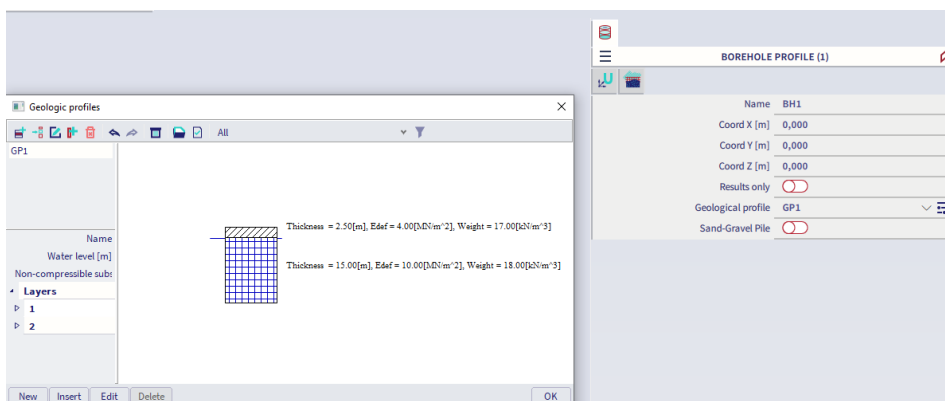 BOREHOLE PROFILE (1)
Name BH1
Coord X [m] 0,000
Coord Y [m] 0,000
Coord Z [m] 0,000
Results only
Geological profile GP1
Sand-Gravel Pile
Geologic profiles
All
GP1
Thickness = 2.50[m], Edef = 4.00[MN/m^2], Weight = 17.00[kN/m^3]
Thickness = 15.00[m], Edef = 10.00[MN/m^2], Weight = 18.00[kN/m^3]
Name
Water level [m]
Non-compressible subs
Layers
1
2
New Insert Edit Delete OK